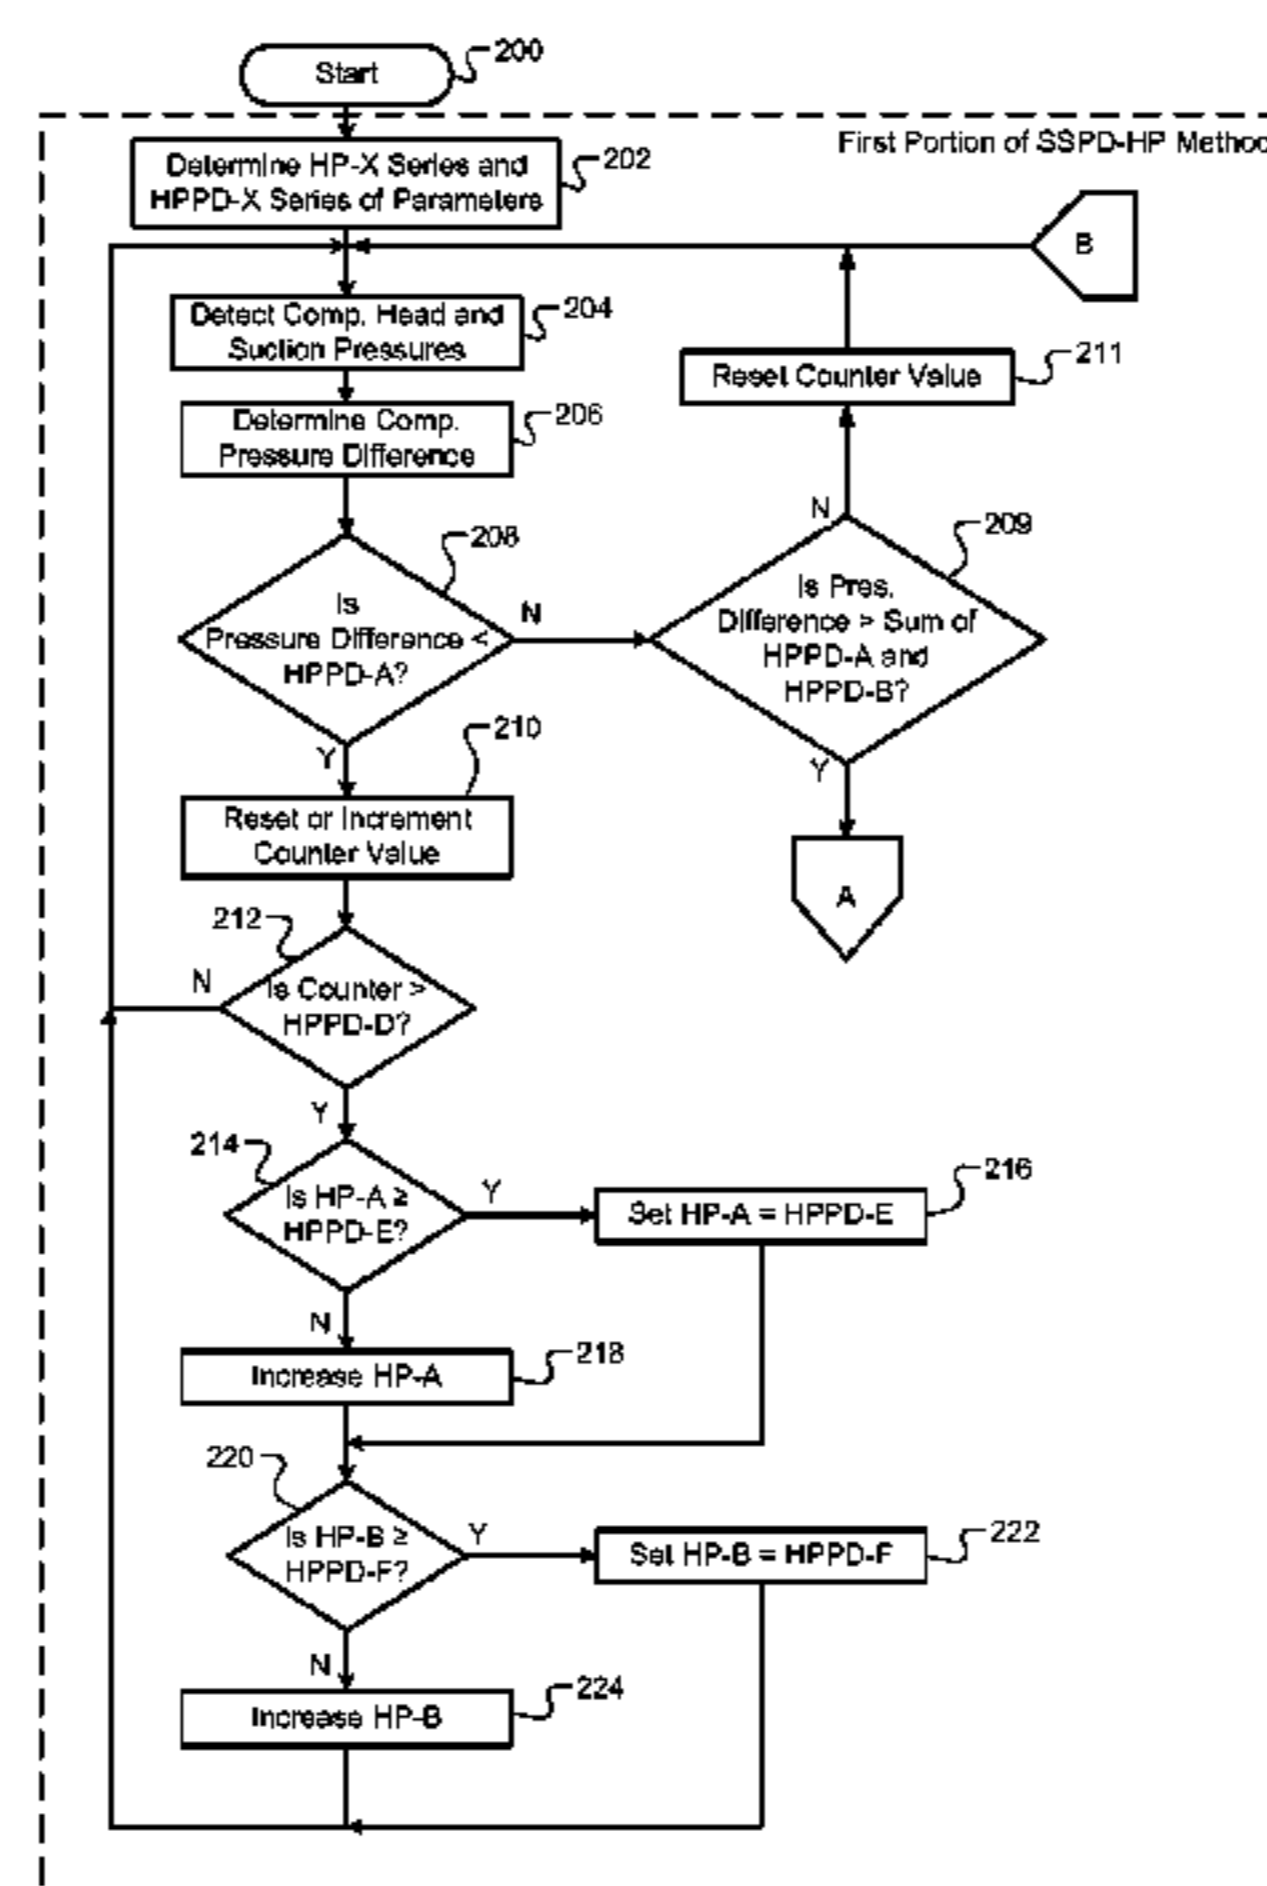 Start
200
First Portion of SSPD-HP Method
Determine HP-X Series and
HPPD-X Series of Parameters
202
B
Detect Comp. Head and
Suction Pressures
204
Reset Counter Value
211
Determine Comp.
Pressure Difference
206
208
Is
Pressure Difference <
HPPD-A?
N
Y
N
209
Is Pres.
Difference > Sum of
HPPD-A and
HPPD-B?
Y
A
210
Reset or Increment
Counter Value
212
N
Is Counter >
HPPD-D?
Y
214
Is HP-A ≥
HPPD-E?
Y
Set HP-A = HPPD-E
216
N
Increase HP-A
218
220
Is HP-B ≥
HPPD-F?
Y
Set HP-B = HPPD-F
222
N
Increase HP-B
224